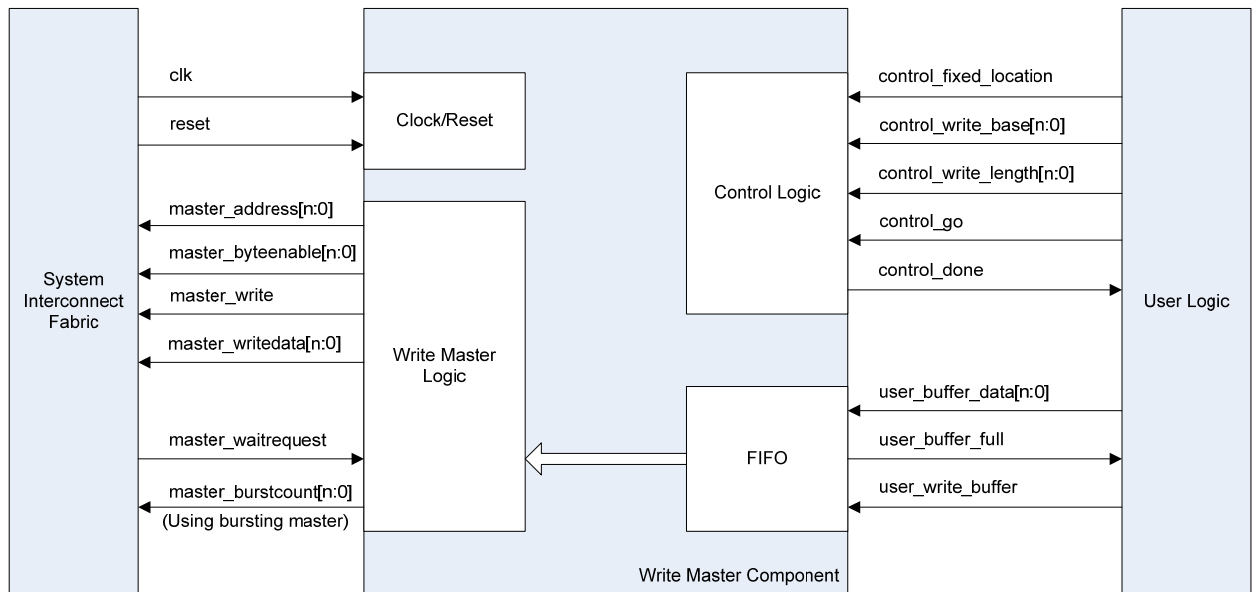 clk
reset
Clock/Reset
master_address[n:0]
master_byteenable[n:0]
master_write
master_writedata[n:0]
master_waitrequest
master_burstcount[n:0]
(Using bursting master)
System
Interconnect
Fabric
Write Master
Logic
control_fixed_location
control_write_base[n:0]
control_write_length[n:0]
control_go
control_done
Control Logic
User Logic
user_buffer_data[n:0]
user_buffer_full
user_write_buffer
FIFO
Write Master Component